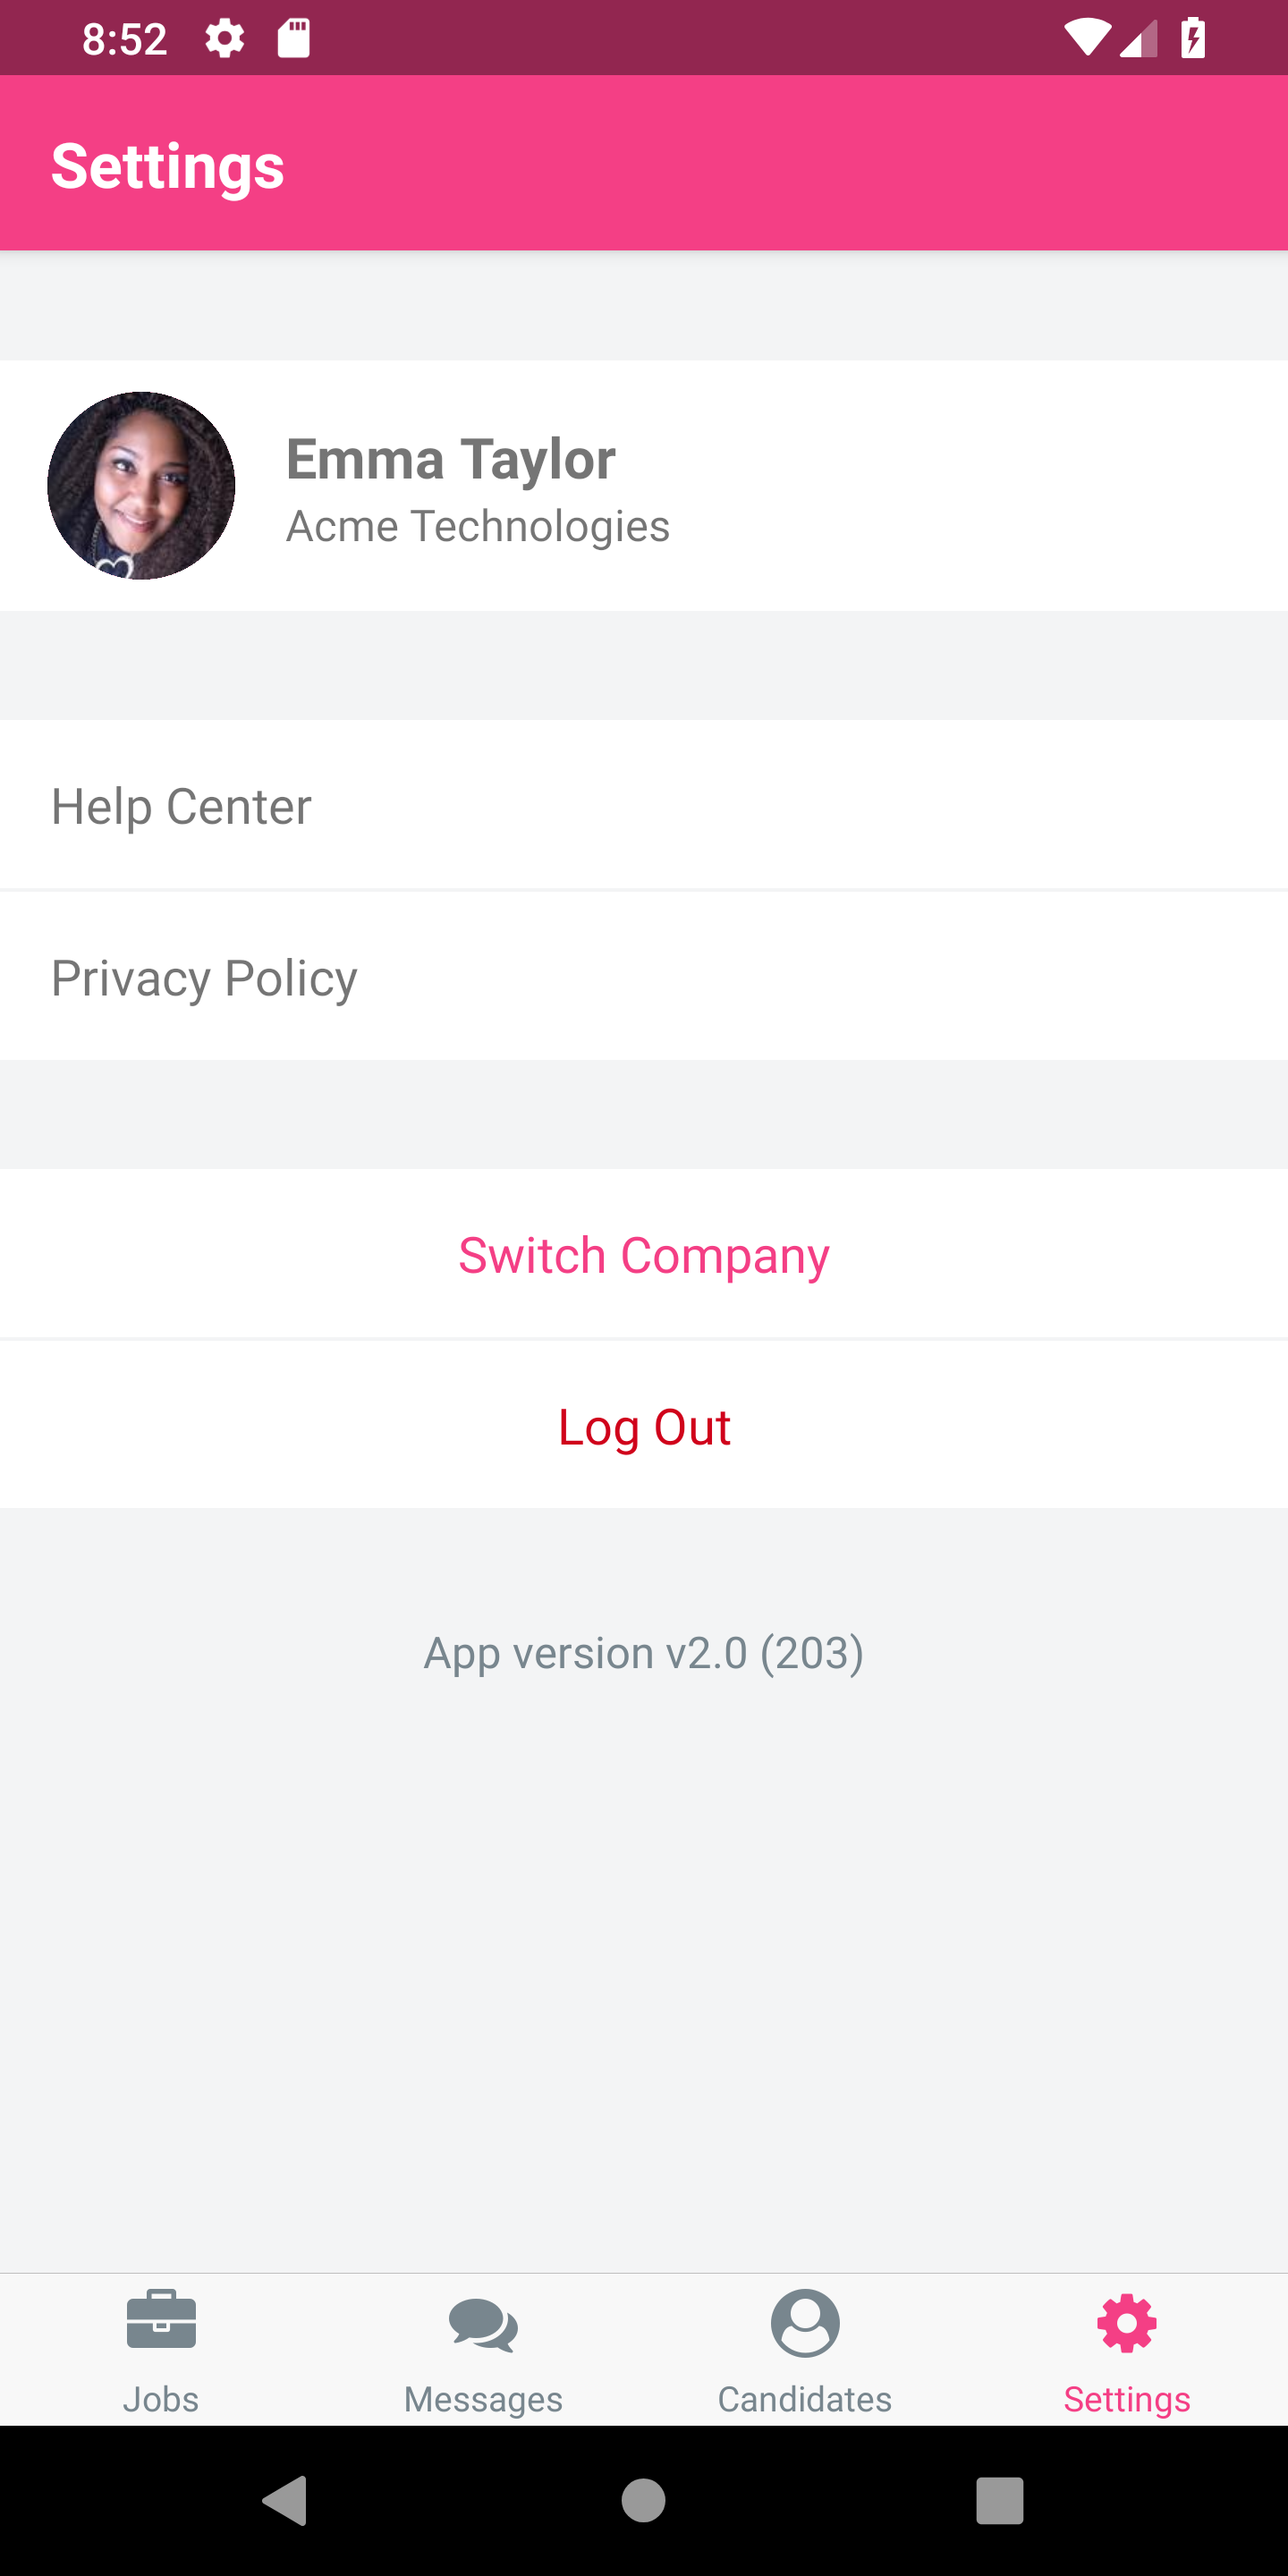 8:52
Settings
Emma Taylor
Acme Technologies
Help Center
Privacy Policy
Switch Company
Log Out
App version v2.0 (203)
Jobs
Messages
Candidates
Settings